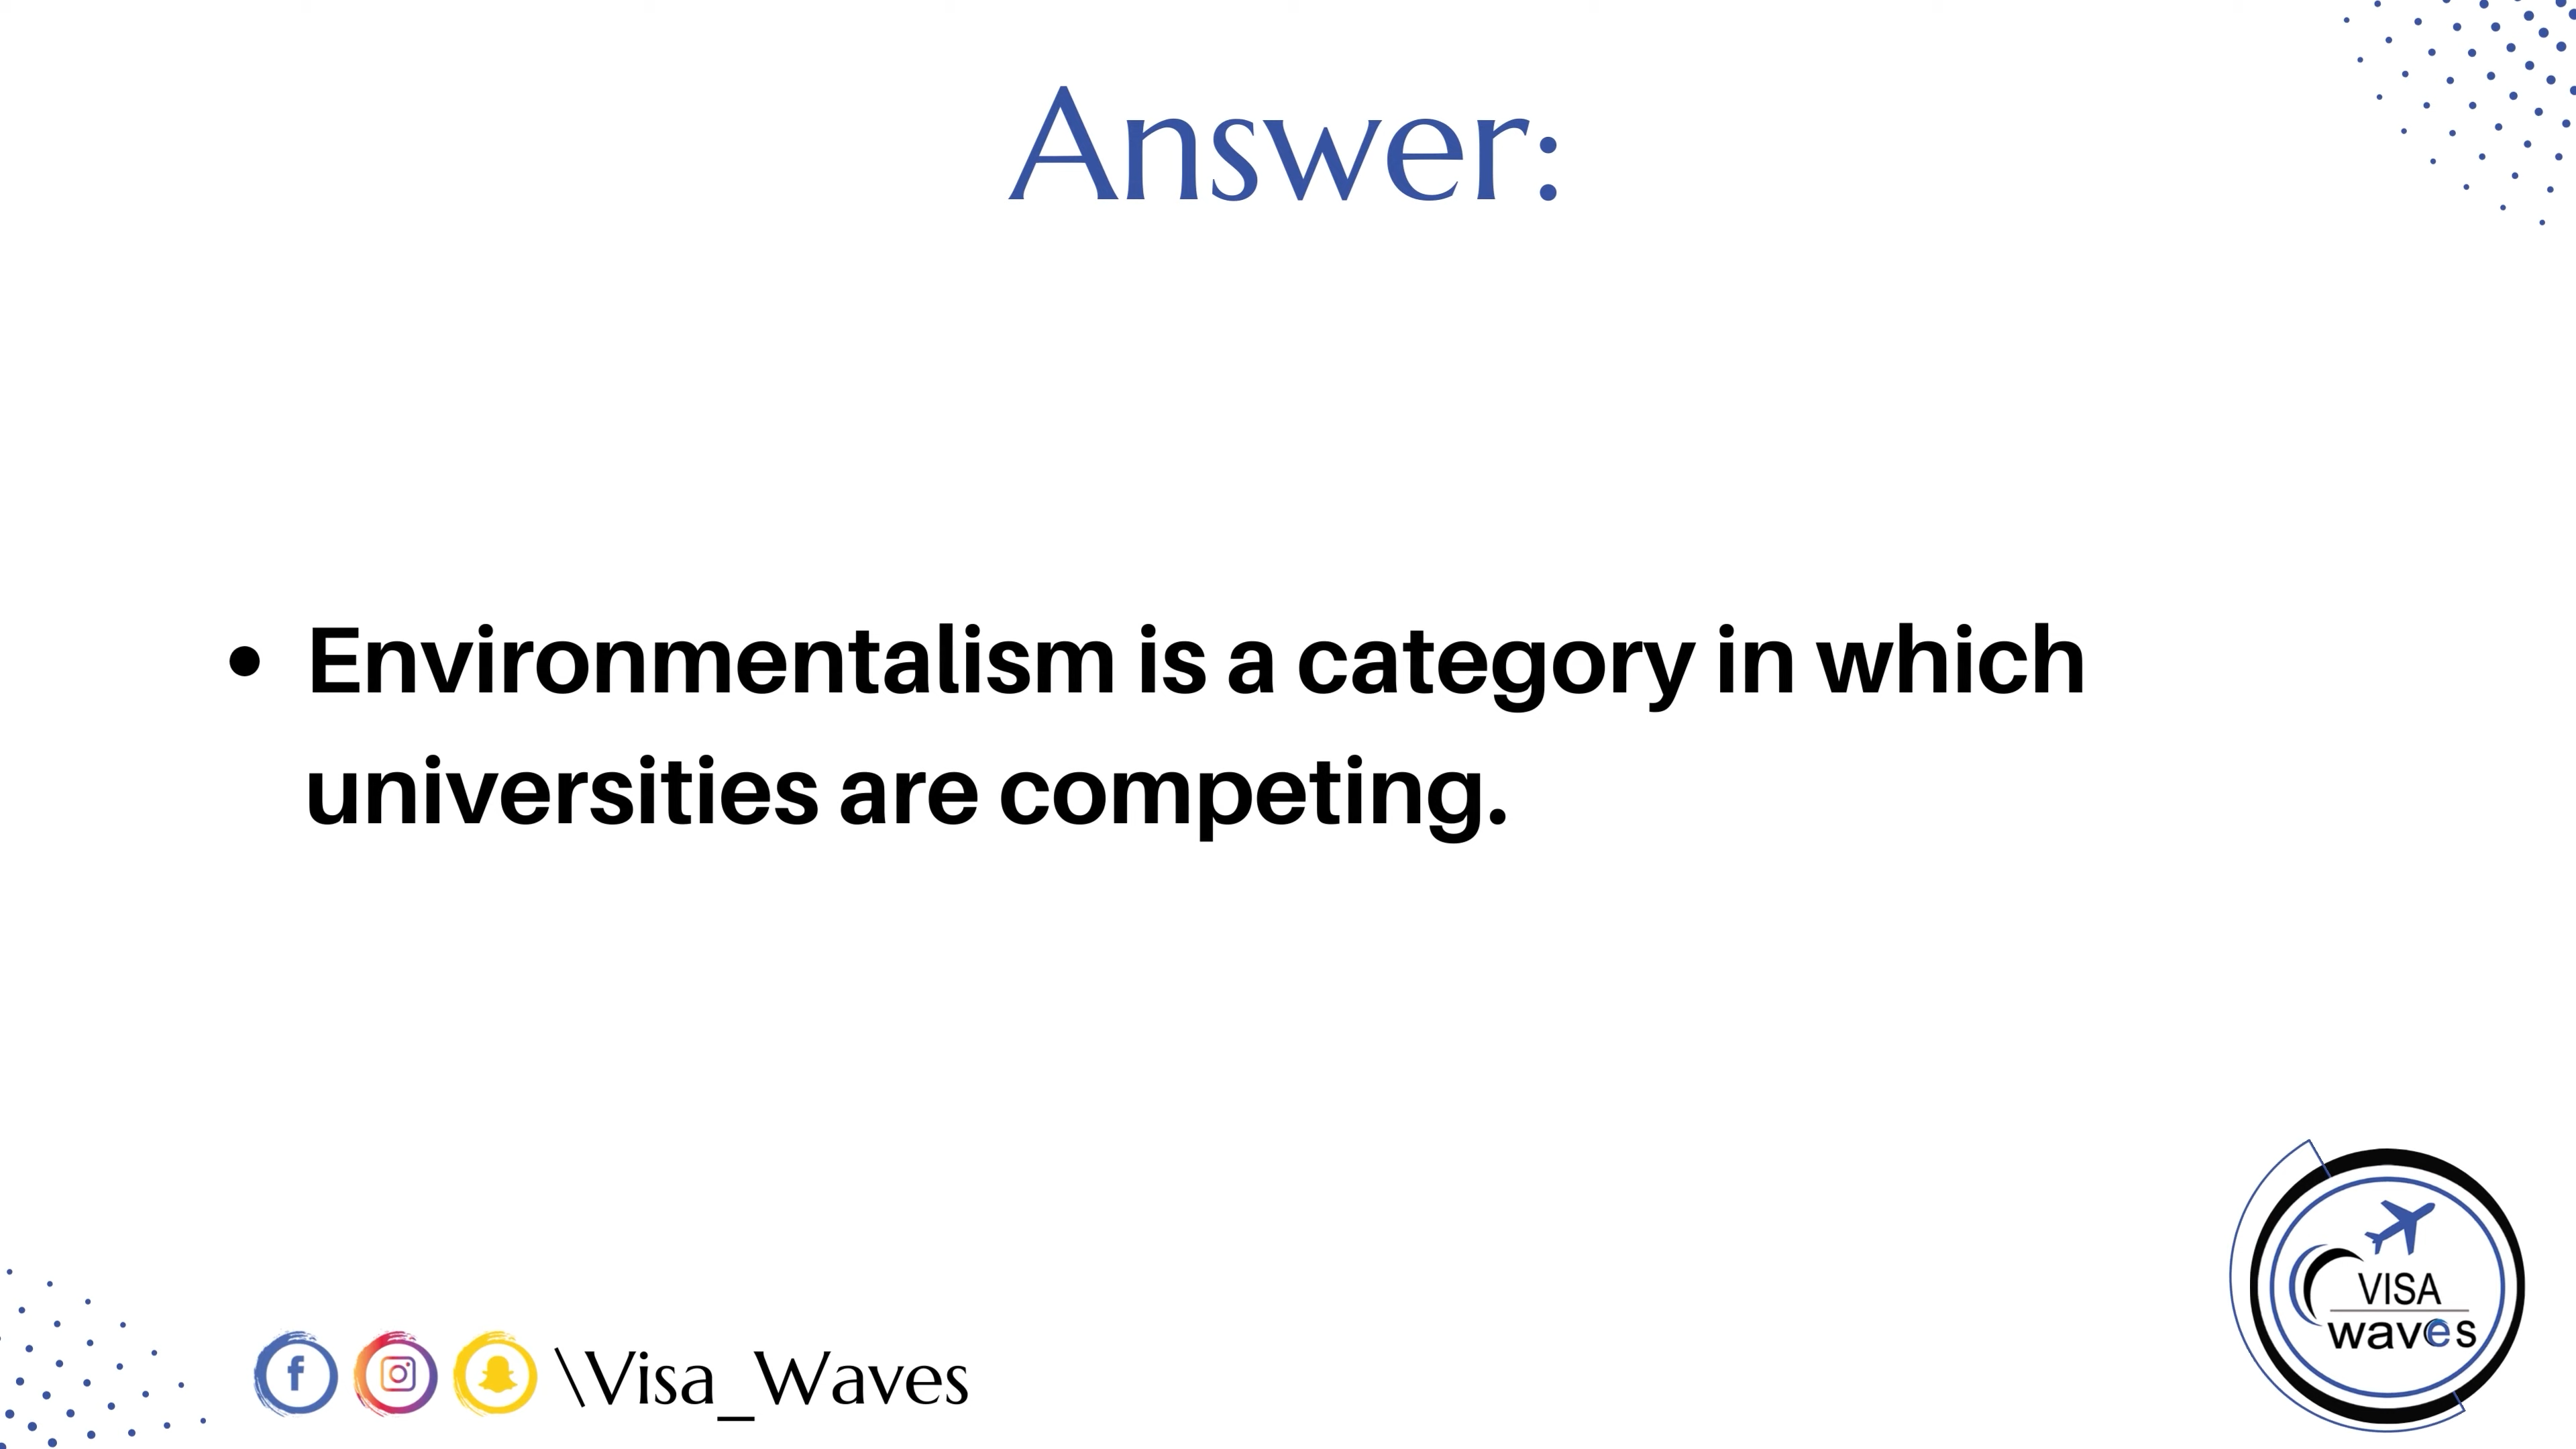 Answer:
• Environmentalism is a category in which
universities are competing.
\Visa_Waves
VISA
waves